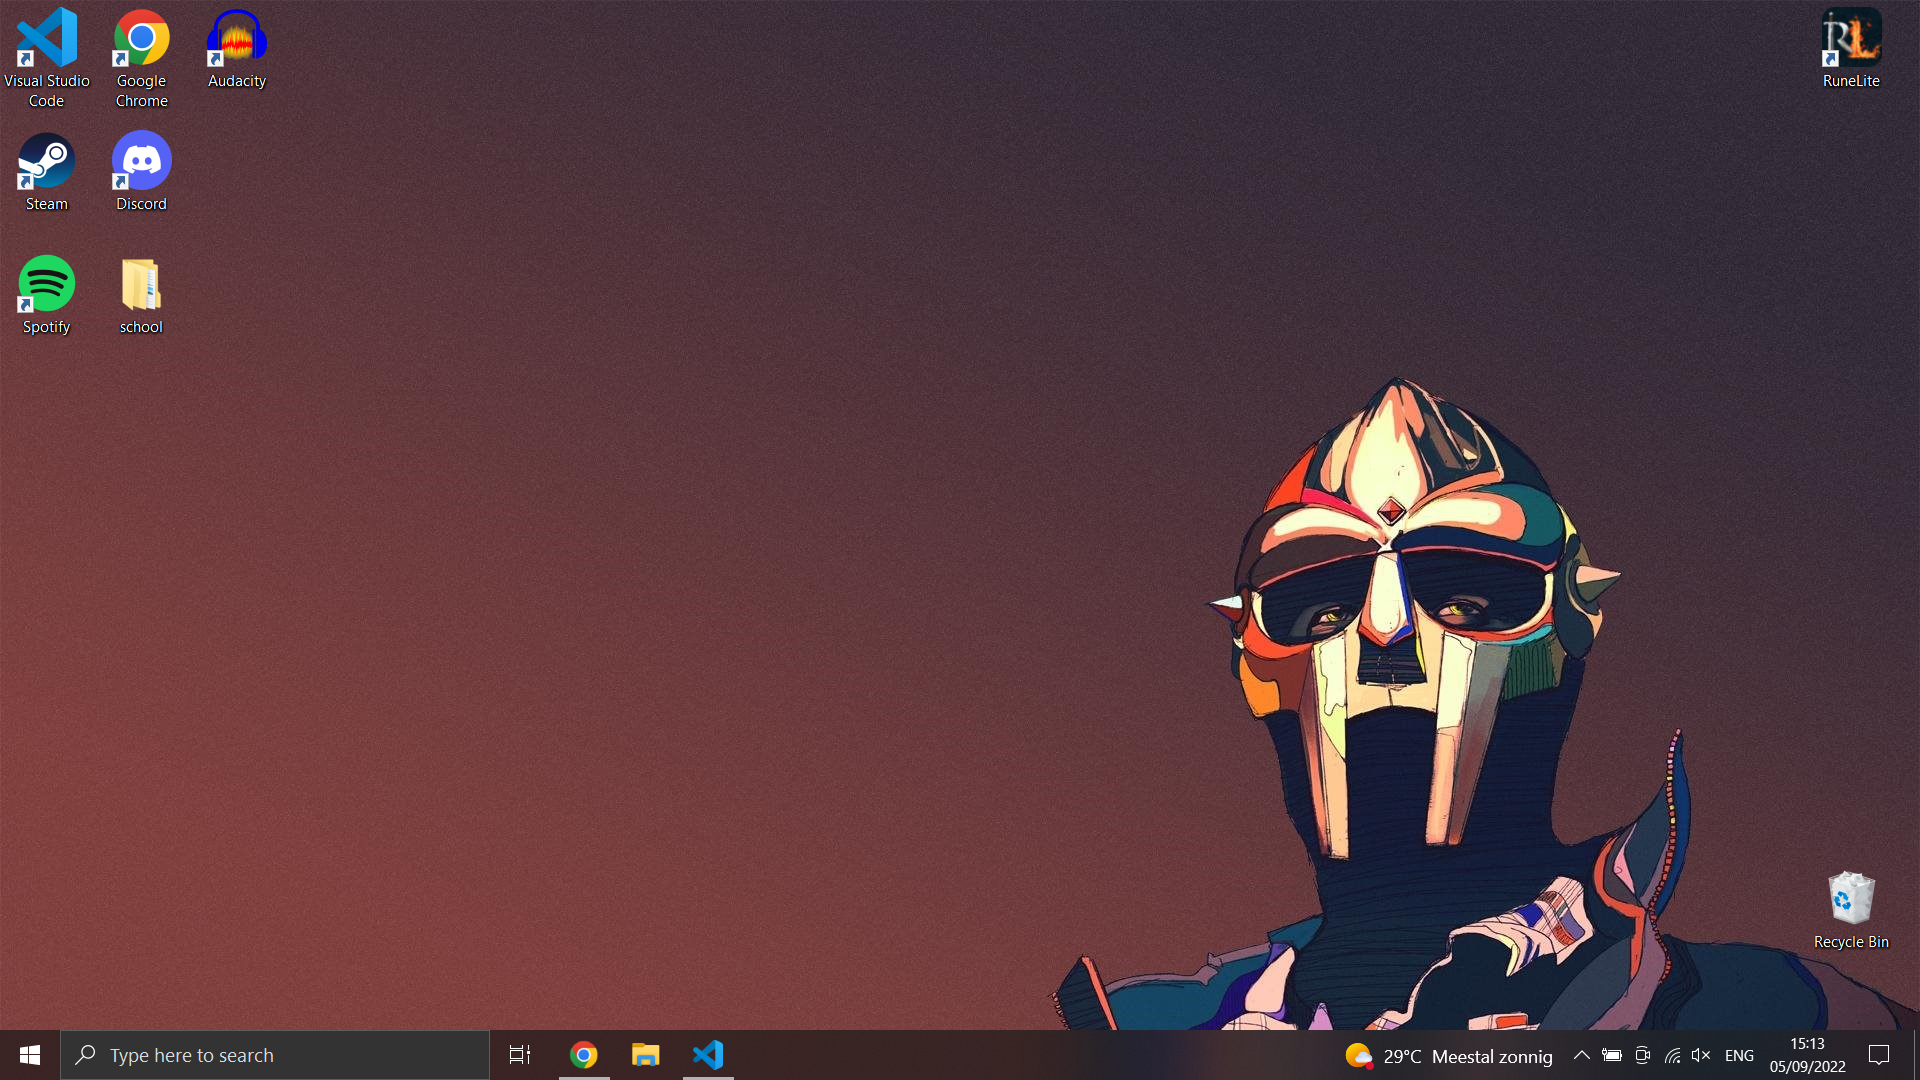 Visual Studio
Code
Google
Chrome
Audacity
RL
RuneLite
Steam
Discord
Spotify
school
Recycle Bin
Type here to search
29°C Meestal zonnig
ENG
15:13
05/09/2022